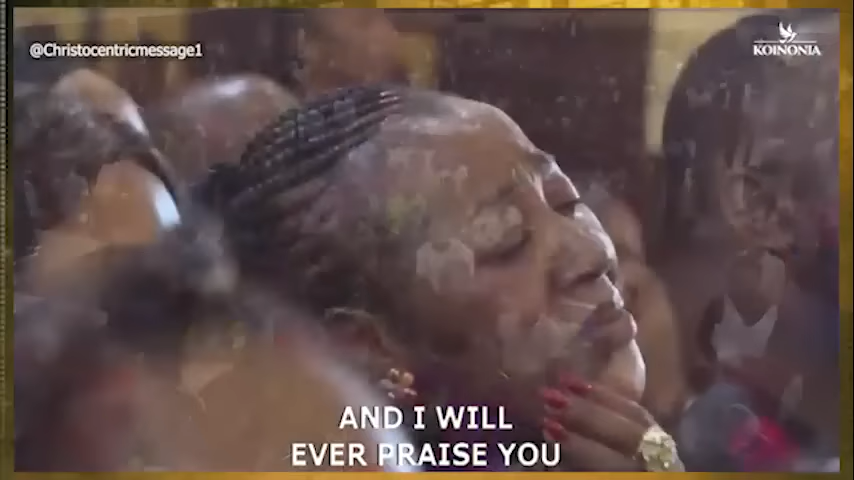 @Christocentricmessage1
KOINONIA
AND I WILL
EVER PRAISE YOU